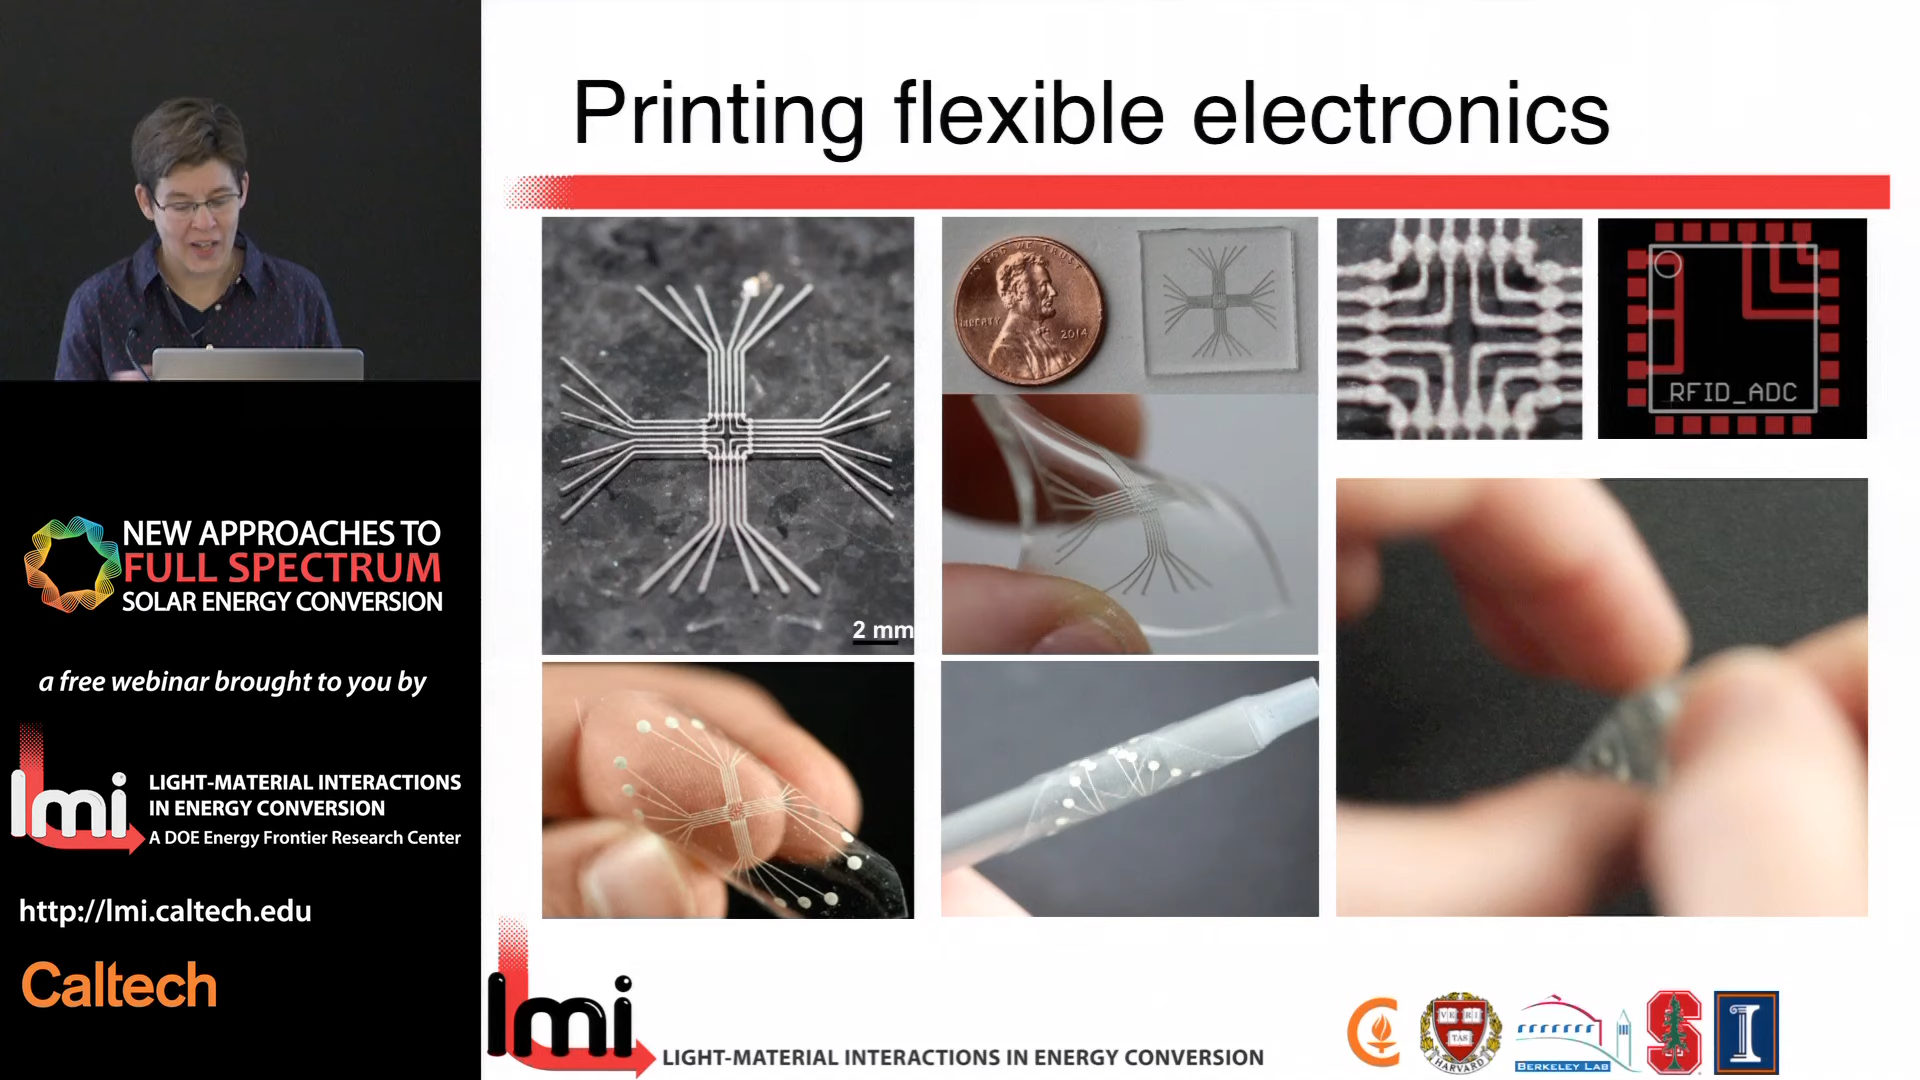 Printing flexible electronics
IN GOD WE TRUST
LIBERTY
2014
RFID_ADC
2 mm
NEW APPROACHES TO
FULL SPECTRUM
SOLAR ENERGY CONVERSION
a free webinar brought to you by
lmi
LIGHT-MATERIAL INTERACTIONS
IN ENERGY CONVERSION
A DOE Energy Frontier Research Center
http://lmi.caltech.edu
Caltech
lmi
LIGHT-MATERIAL INTERACTIONS IN ENERGY CONVERSION
C
VE RI
TAS
HARVARD
BERKELEY LAB
S
I